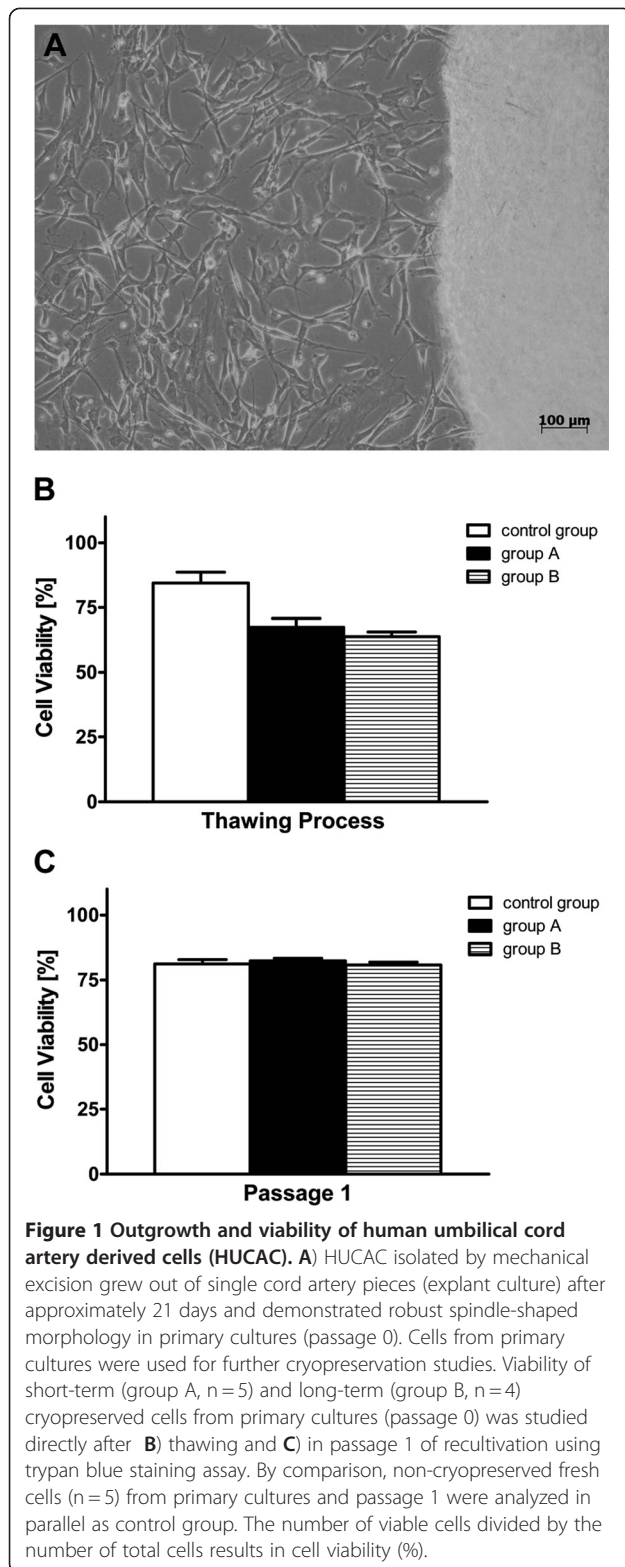 A
100 µm
B
100
75
50
25
0
Cell Viability [%]
control group
group A
group B
Thawing Process
C
100
75
50
25
0
Cell Viability [%]
control group
group A
group B
Passage 1
Figure 1 Outgrowth and viability of human umbilical cord
artery derived cells (HUCAC). A) HUCAC isolated by mechanical
excision grew out of single cord artery pieces (explant culture) after
approximately 21 days and demonstrated robust spindle-shaped
morphology in primary cultures (passage 0). Cells from primary
cultures were used for further cryopreservation studies. Viability of
short-term (group A, n = 5) and long-term (group B, n = 4)
cryopreserved cells from primary cultures (passage 0) was studied
directly after B) thawing and C) in passage 1 of recultivation using
trypan blue staining assay. By comparison, non-cryopreserved fresh
cells (n = 5) from primary cultures and passage 1 were analyzed in
parallel as control group. The number of viable cells divided by the
number of total cells results in cell viability (%).